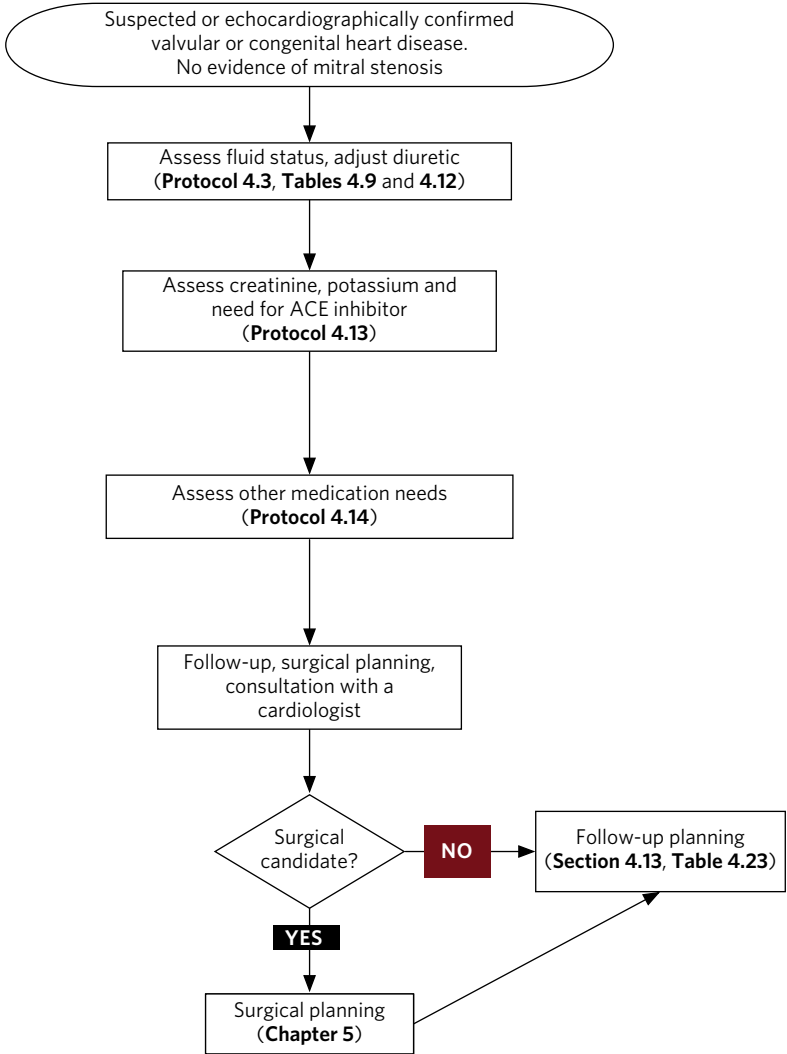 Suspected or echocardiographically confirmed
valvular or congenital heart disease.
No evidence of mitral stenosis
Assess fluid status, adjust diuretic
(Protocol 4.3, Tables 4.9 and 4.12)
Assess creatinine, potassium and
need for ACE inhibitor
(Protocol 4.13)
Assess other medication needs
(Protocol 4.14)
Follow-up, surgical planning,
consultation with a
cardiologist
Surgical
candidate?
NO
Follow-up planning
(Section 4.13, Table 4.23)
YES
Surgical planning
(Chapter 5)